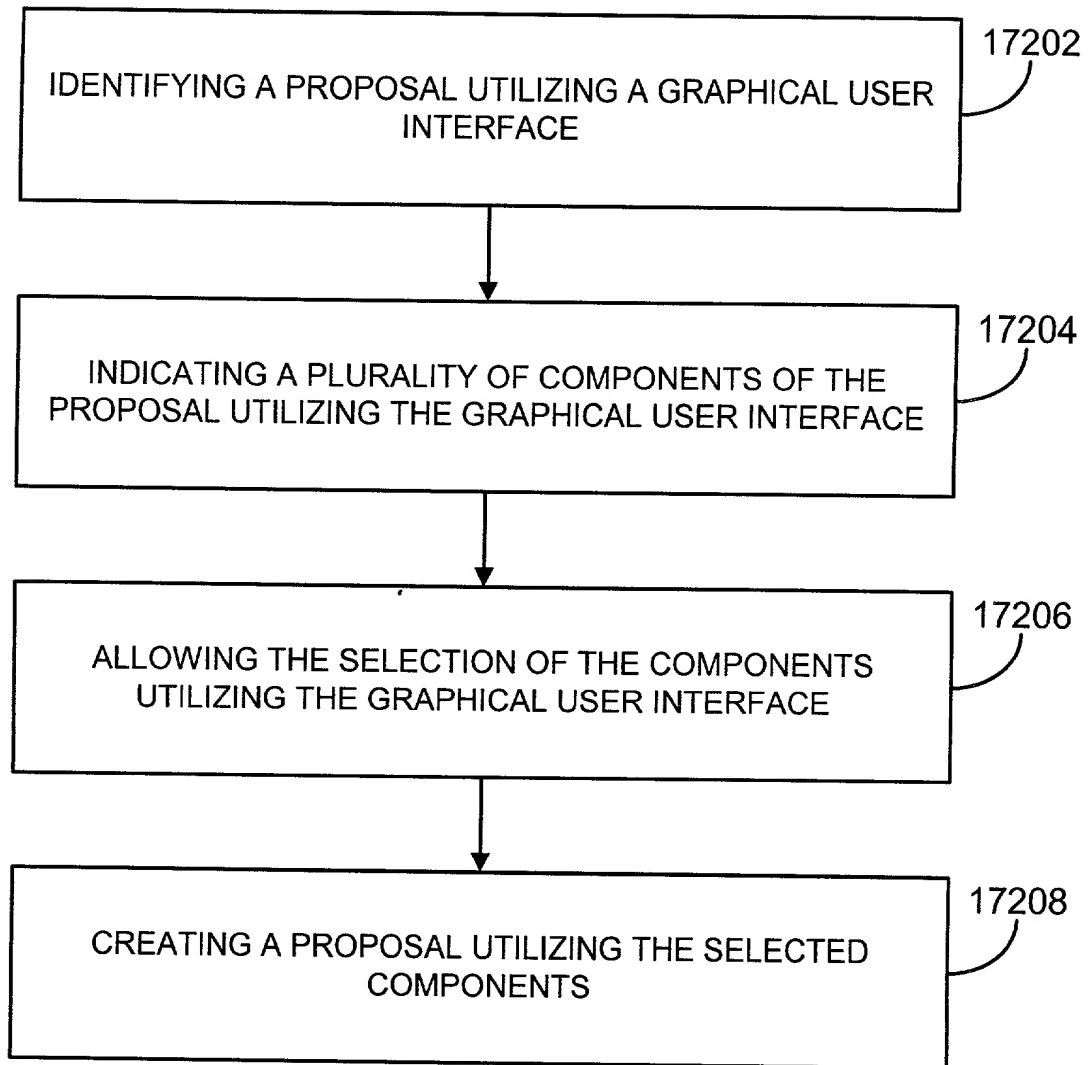 17202
IDENTIFYING A PROPOSAL UTILIZING A GRAPHICAL USER
INTERFACE
17204
INDICATING A PLURALITY OF COMPONENTS OF THE
PROPOSAL UTILIZING THE GRAPHICAL USER INTERFACE
17206
ALLOWING THE SELECTION OF THE COMPONENTS
UTILIZING THE GRAPHICAL USER INTERFACE
17208
CREATING A PROPOSAL UTILIZING THE SELECTED
COMPONENTS